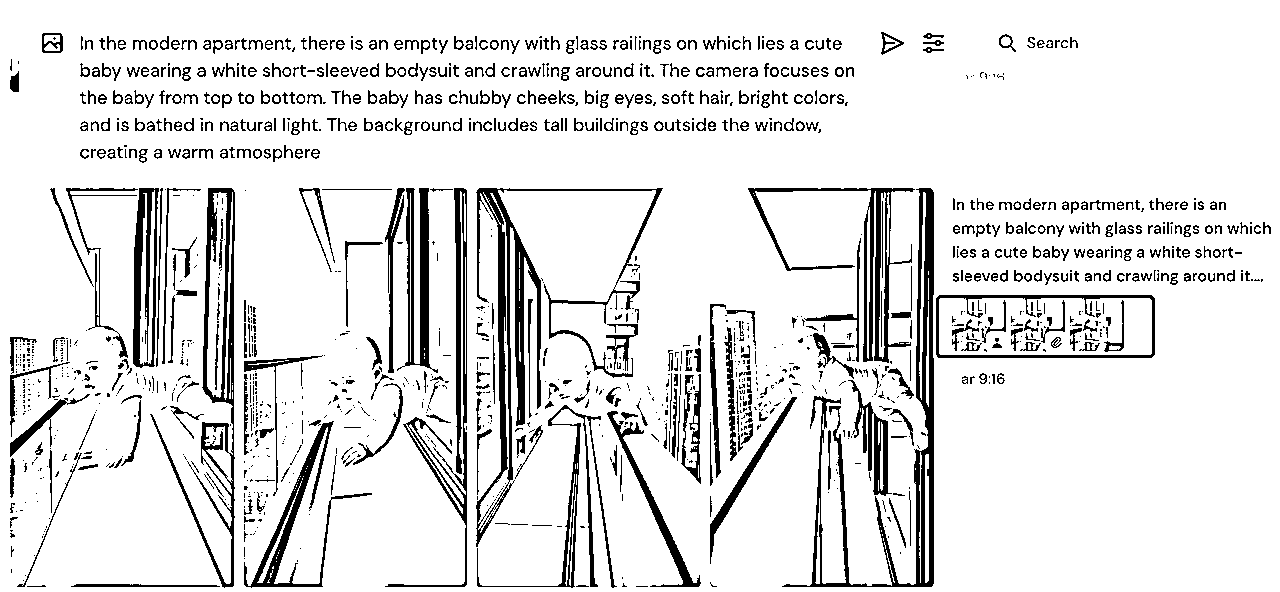 In the modern apartment, there is an empty balcony with glass railings on which lies a cute
baby wearing a white short-sleeved bodysuit and crawling around it. The camera focuses on
the baby from top to bottom. The baby has chubby cheeks, big eyes, soft hair, bright colors,
and is bathed in natural light. The background includes tall buildings outside the window,
creating a warm atmosphere
Search
In the modern apartment, there is an
empty balcony with glass railings on which
lies a cute baby wearing a white short-
sleeved bodysuit and crawling around it...
ar 9:16